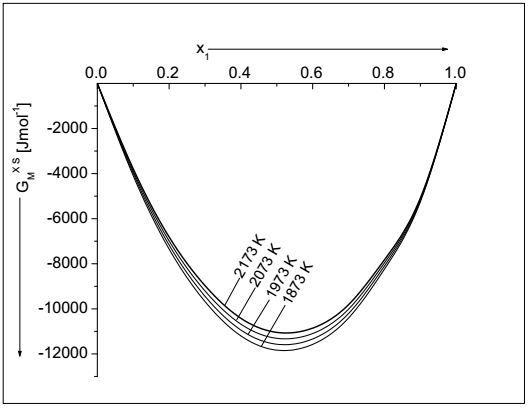 x1
0.0 0.2 0.4 0.6 0.8 1.0
-2000
-4000
-6000
-8000
-10000
-12000
GM^xs [Jmol-1]
2173 K
2073 K
1973 K
1873 K